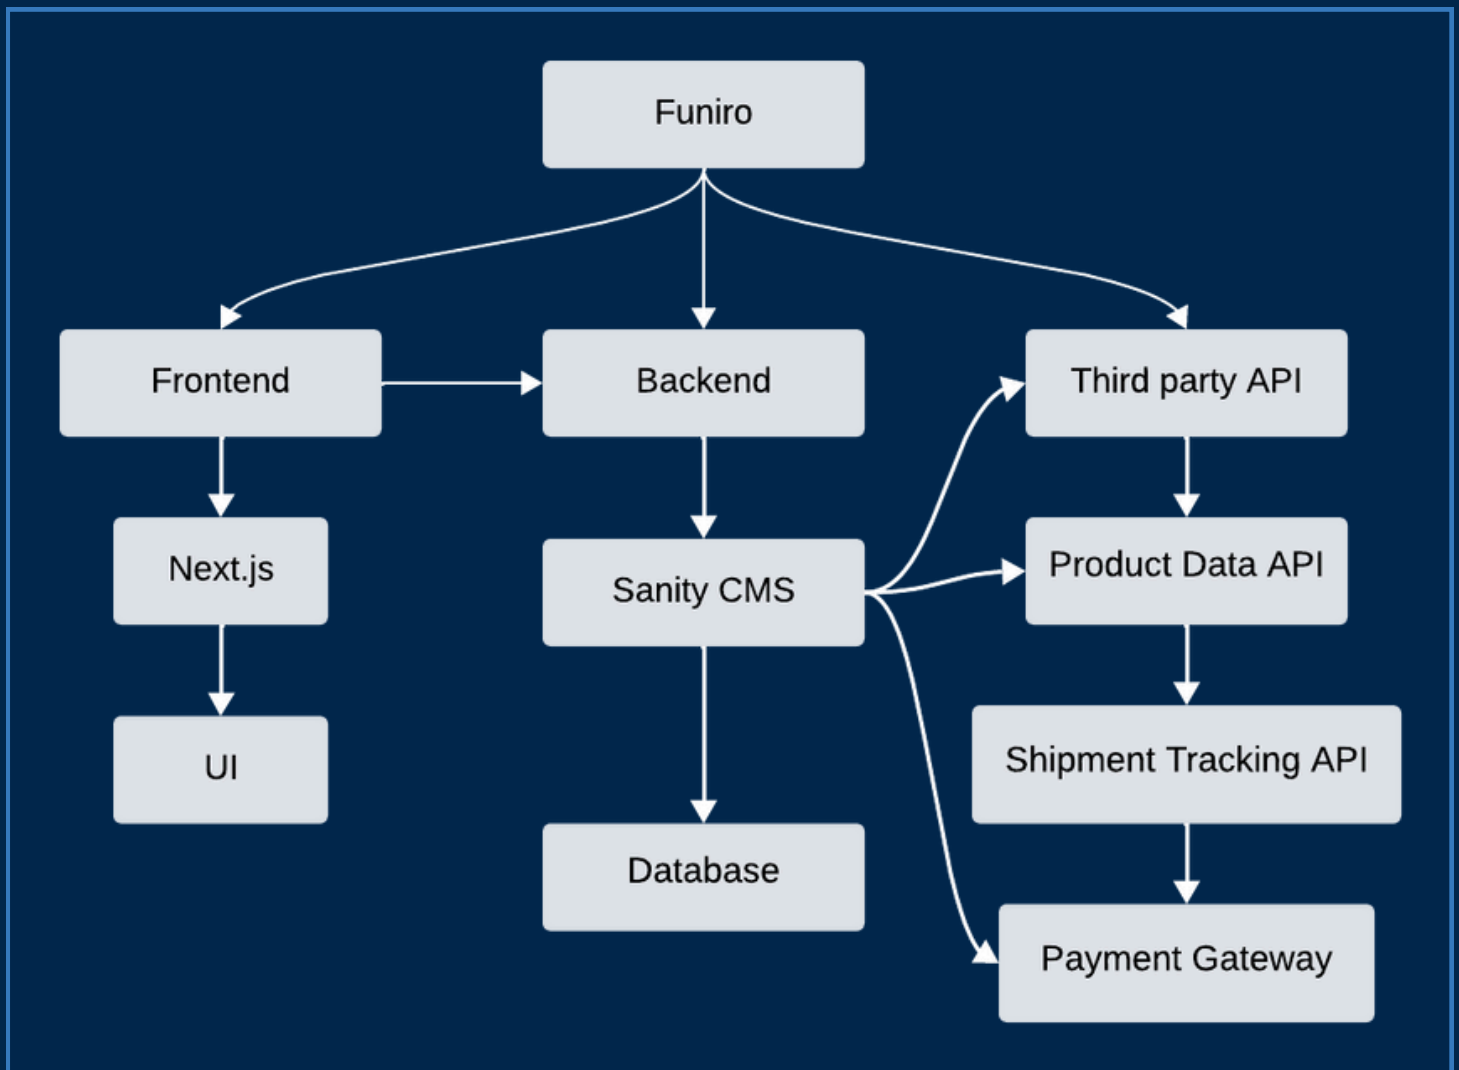 Funiro
Frontend
Backend
Third party API
Next.js
Sanity CMS
Product Data API
UI
Shipment Tracking API
Database
Payment Gateway